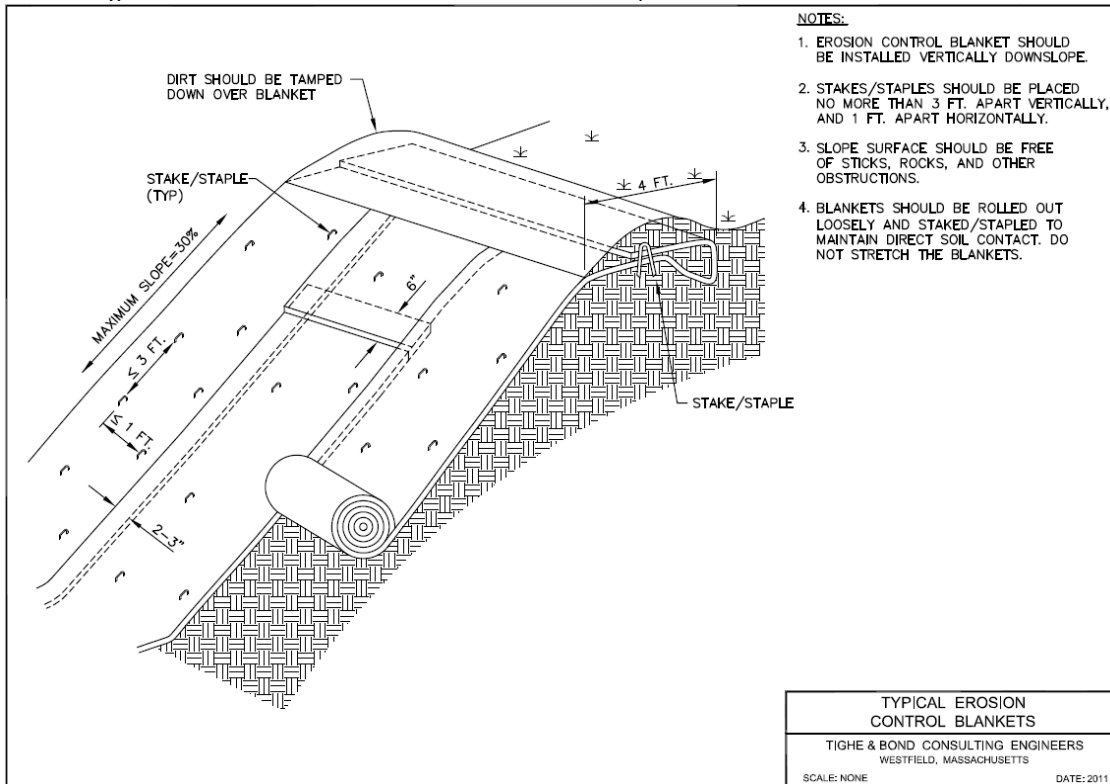 DIRT SHOULD BE TAMPED
DOWN OVER BLANKET
STAKE/STAPLE
(TYP)
MAXIMUM SLOPE=30%
≤ 3 FT.
≤ 1 FT.
2-3"
6"
4 FT.
STAKE/STAPLE
NOTES:
1. EROSION CONTROL BLANKET SHOULD
BE INSTALLED VERTICALLY DOWNSLOPE.
2. STAKES/STAPLES SHOULD BE PLACED
NO MORE THAN 3 FT. APART VERTICALLY,
AND 1 FT. APART HORIZONTALLY.
3. SLOPE SURFACE SHOULD BE FREE
OF STICKS, ROCKS, AND OTHER
OBSTRUCTIONS.
4. BLANKETS SHOULD BE ROLLED OUT
LOOSELY AND STAKED/STAPLED TO
MAINTAIN DIRECT SOIL CONTACT. DO
NOT STRETCH THE BLANKETS.
TYPICAL EROSION
CONTROL BLANKETS
TIGHE & BOND CONSULTING ENGINEERS
WESTFIELD, MASSACHUSETTS
SCALE: NONE DATE: 2011